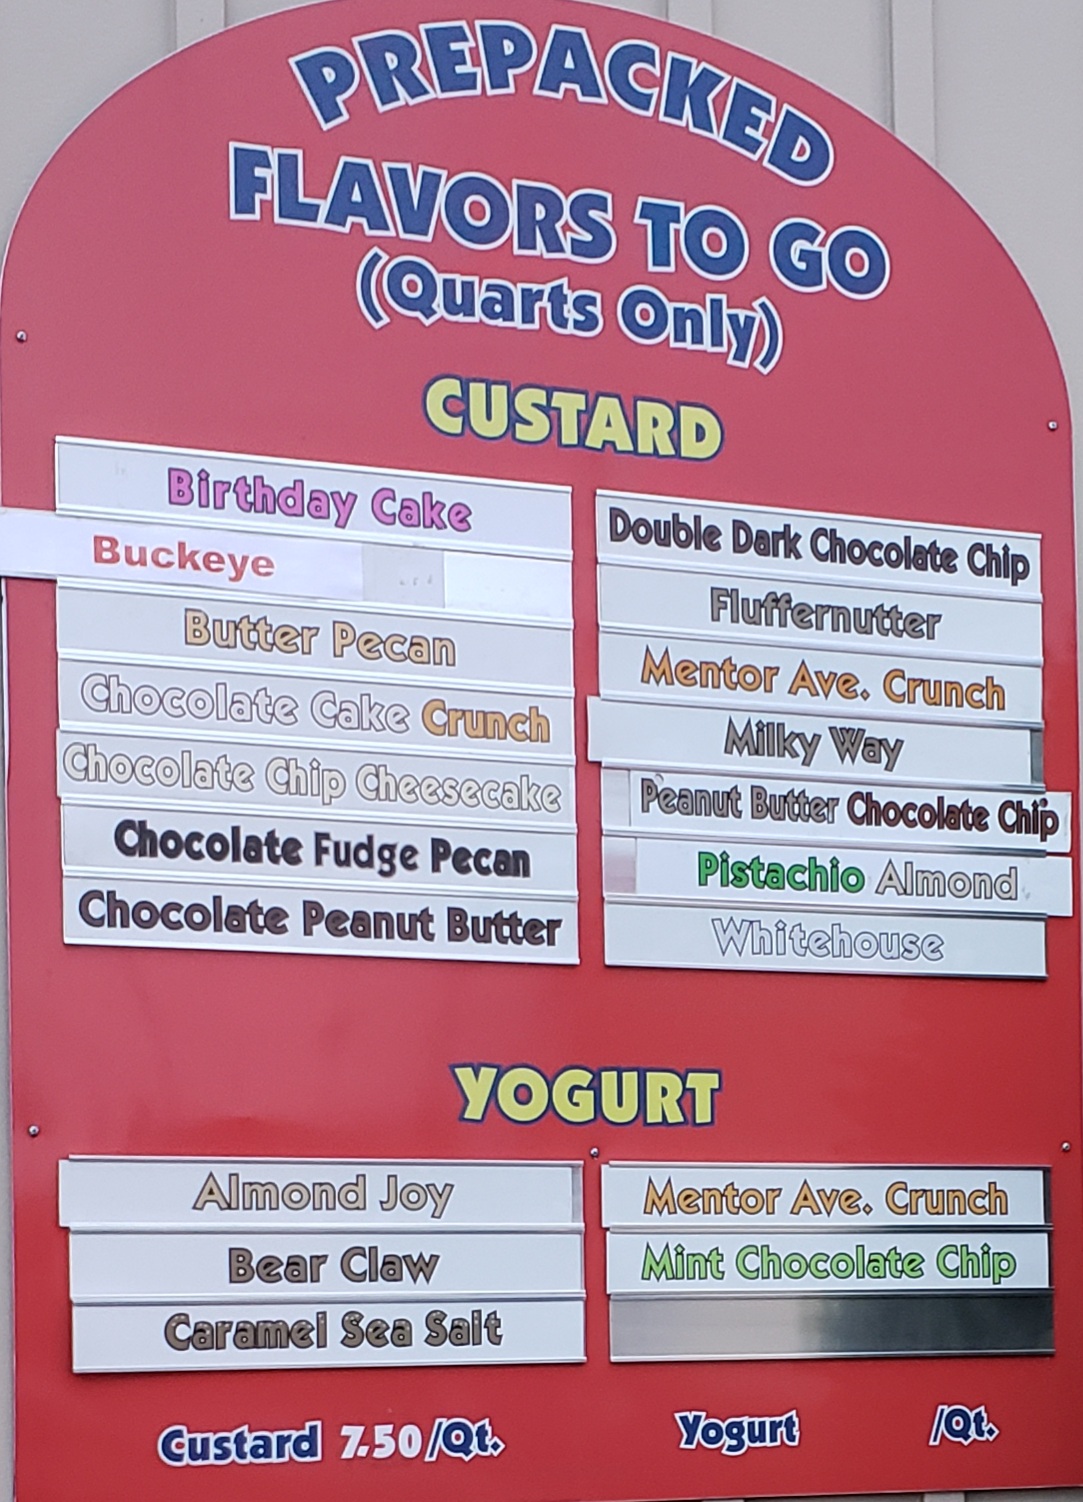 PREPACKED
FLAVORS TO GO
(Quarts Only)
CUSTARD
Birthday Cake
Buckeye
Butter Pecan
Chocolate Cake Crunch
Chocolate Chip Cheesecake
Chocolate Fudge Pecan
Chocolate Peanut Butter
Double Dark Chocolate Chip
Fluffernutter
Mentor Ave. Crunch
Milky Way
Peanut Butter Chocolate Chip
Pistachio Almond
Whitehouse
YOGURT
Almond Joy
Bear Claw
Caramel Sea Salt
Mentor Ave. Crunch
Mint Chocolate Chip
Custard 7.50/Qt.
Yogurt /Qt.